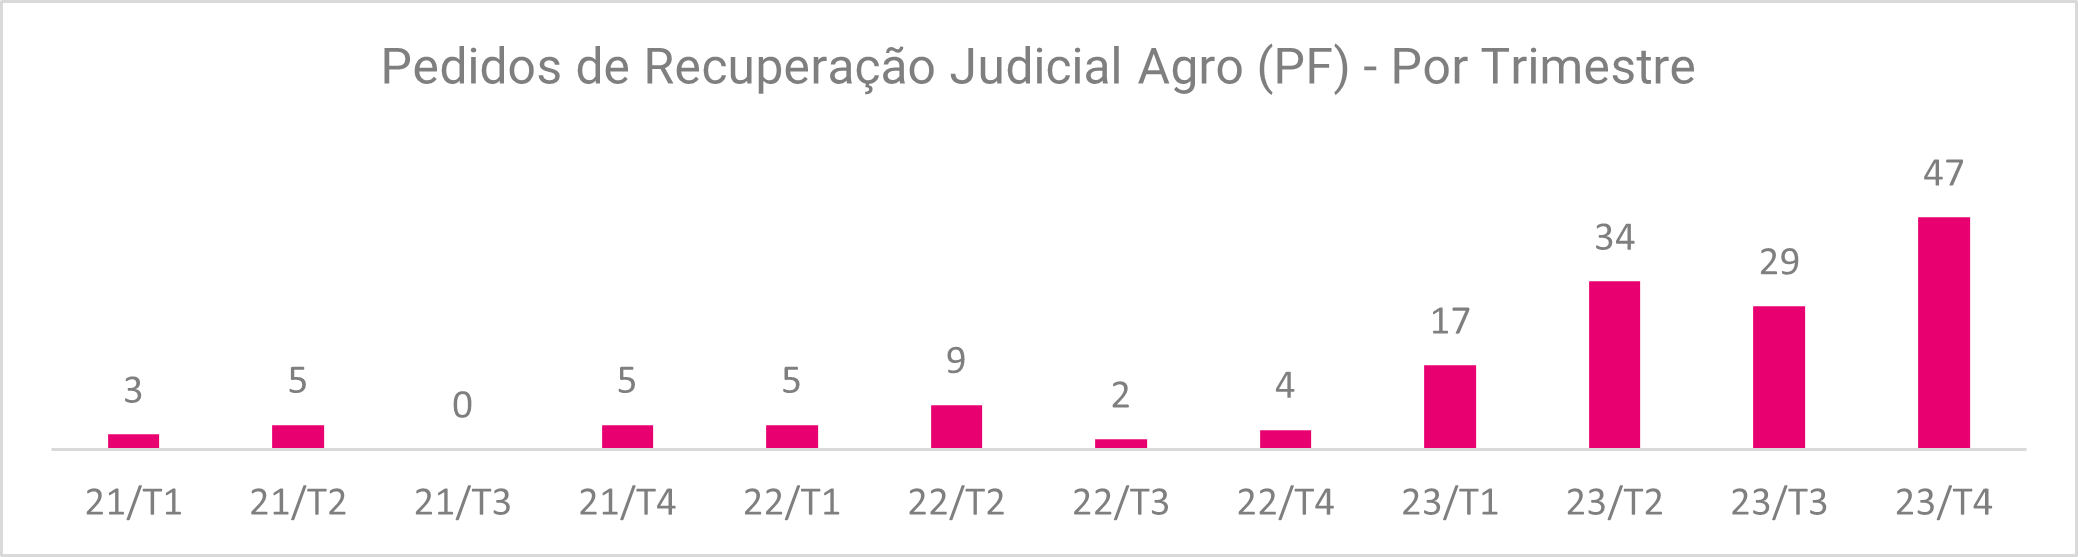 Pedidos de Recuperação Judicial Agro (PF) - Por Trimestre
3 5 0 5 5 9 2 4 17 34 29 47
21/T1 21/T2 21/T3 21/T4 22/T1 22/T2 22/T3 22/T4 23/T1 23/T2 23/T3 23/T4